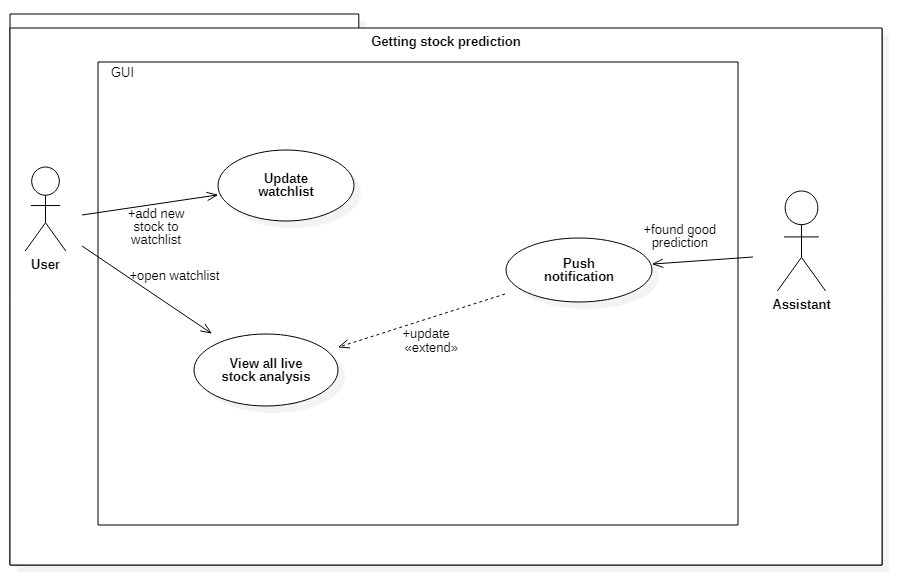 Getting stock prediction
GUI
Update
watchlist
+add new
stock to
watchlist
User
+open watchlist
View all live
stock analysis
+update
«extend»
Push
notification
+found good
prediction
Assistant